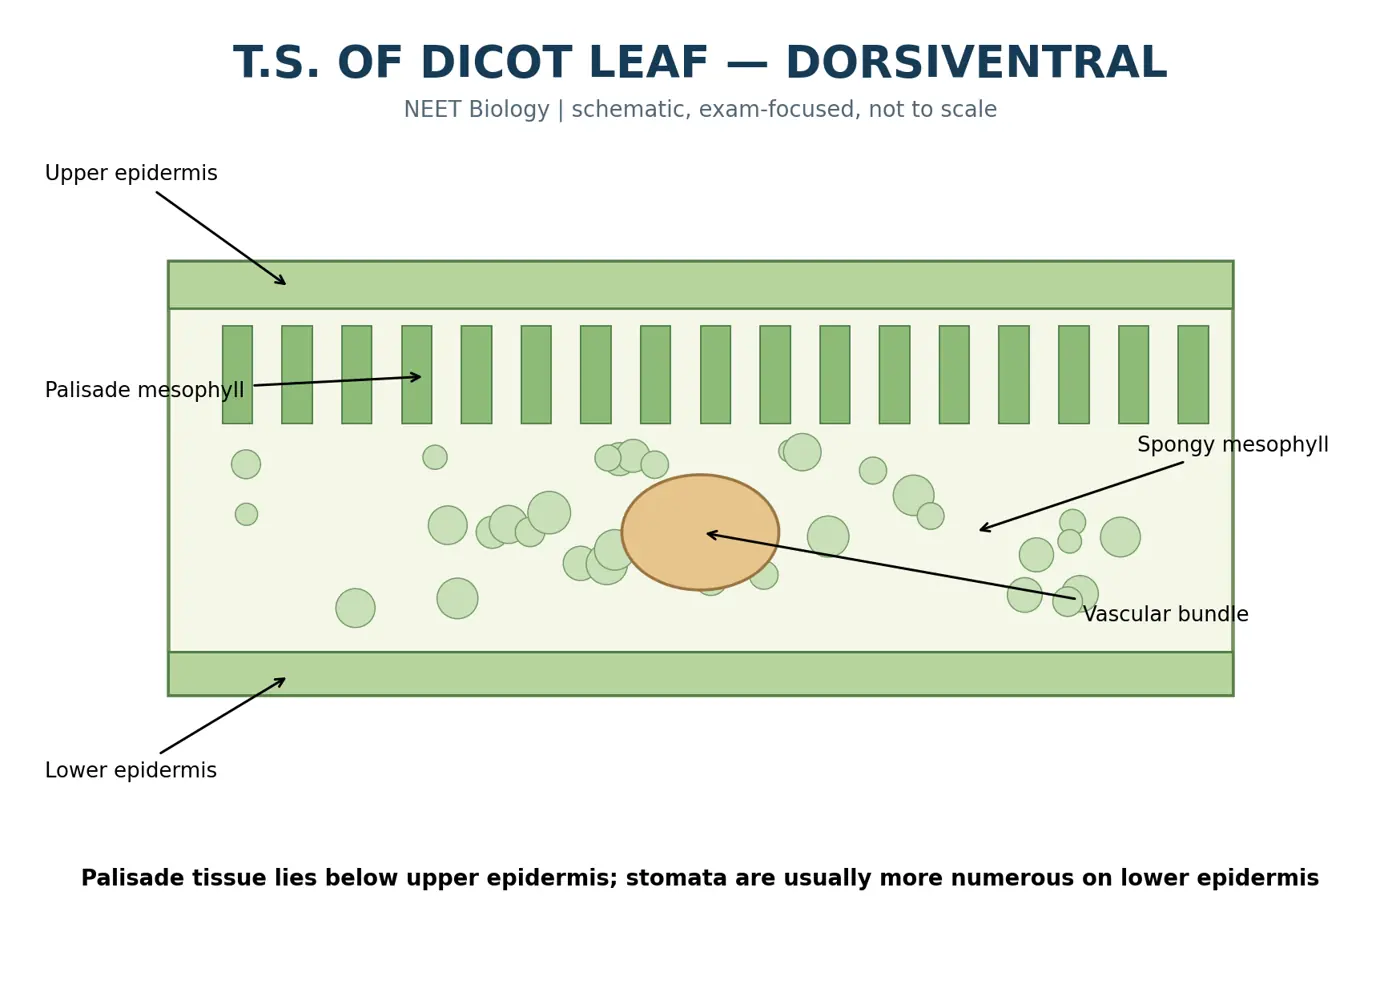 T.S. OF DICOT LEAF — DORSIVENTRAL
NEET Biology | schematic, exam-focused, not to scale
Upper epidermis
Palisade mesophyll
Spongy mesophyll
Vascular bundle
Lower epidermis
Palisade tissue lies below upper epidermis; stomata are usually more numerous on lower epidermis